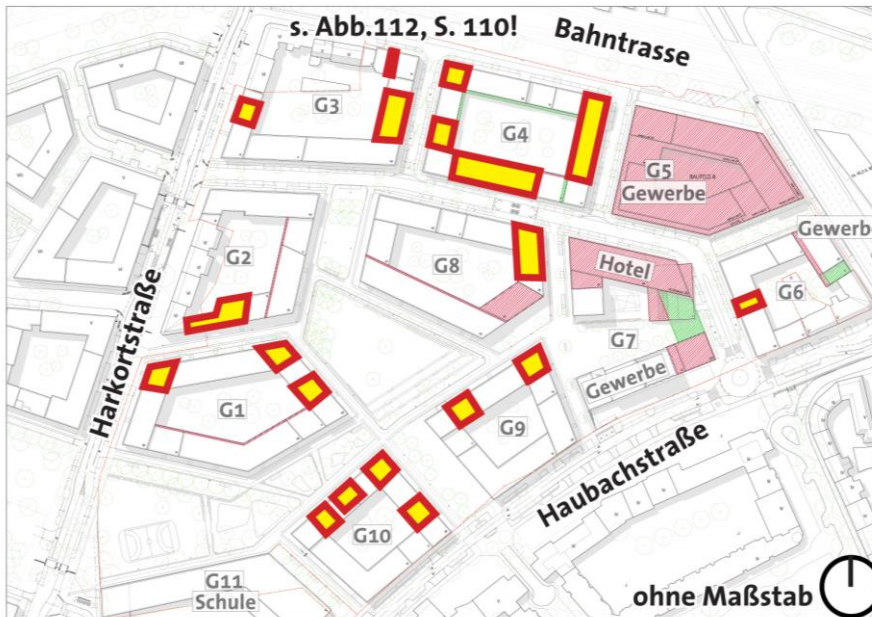 s. Abb.112, S. 110!
Bahntrasse
G3
G4
G5
Gewerbe
Gewerbe
G2
G8
Hotel
G6
G7
Harkortstraße
Gewerbe
G1
G9
Haubachstraße
G10
G11
Schule
ohne Maßstab